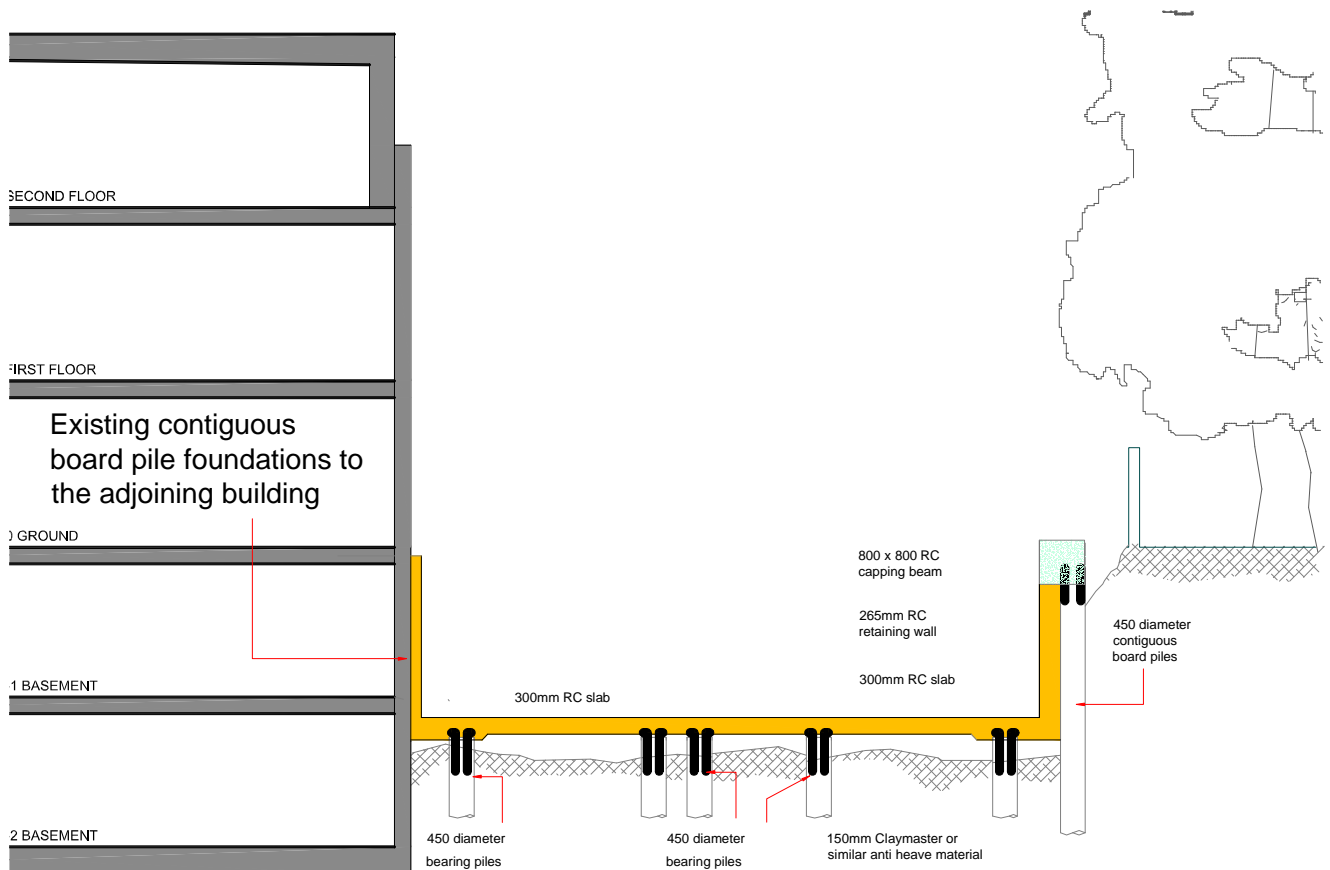 SECOND FLOOR
FIRST FLOOR
Existing contiguous
board pile foundations to
the adjoining building
0 GROUND
800 x 800 RC
capping beam
265mm RC
retaining wall
450 diameter
contiguous
board piles
300mm RC slab
-1 BASEMENT
300mm RC slab
2 BASEMENT
450 diameter
bearing piles
450 diameter
bearing piles
150mm Claymaster or
similar anti heave material